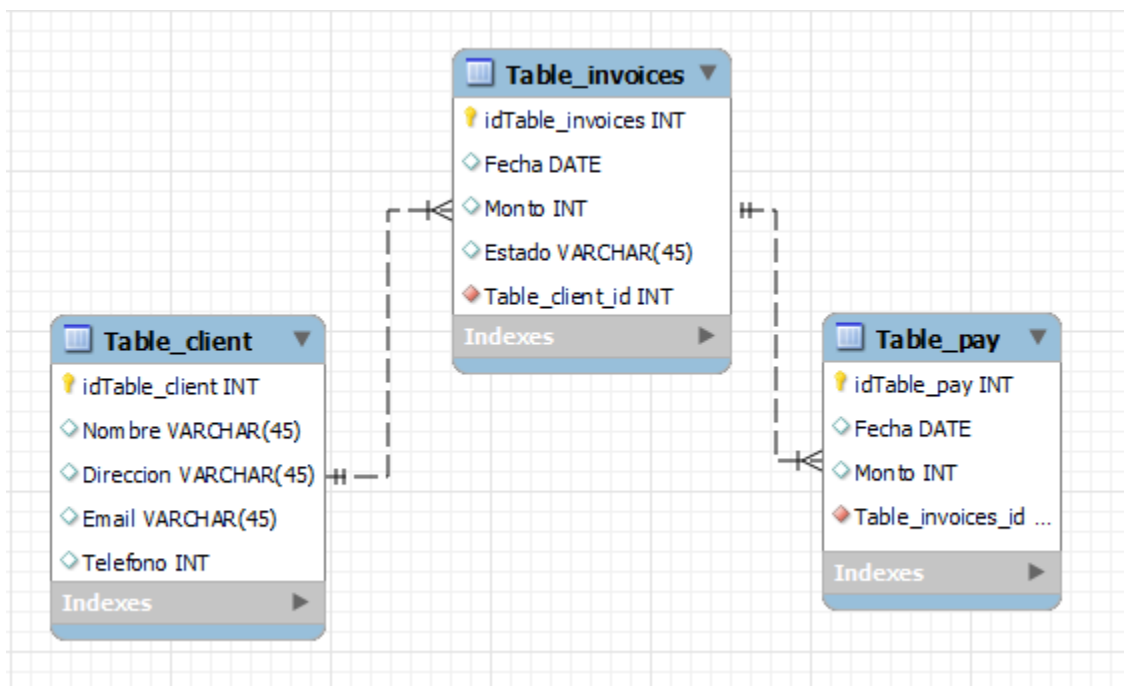 Table_invoices
idTable_invoices INT
Fecha DATE
Monto INT
Estado VARCHAR(45)
Table_client_id INT
Indexes
Table_client
idTable_client INT
Nombre VARCHAR(45)
Direccion VARCHAR(45)
Email VARCHAR(45)
Telefono INT
Indexes
Table_pay
idTable_pay INT
Fecha DATE
Monto INT
Table_invoices_id ...
Indexes